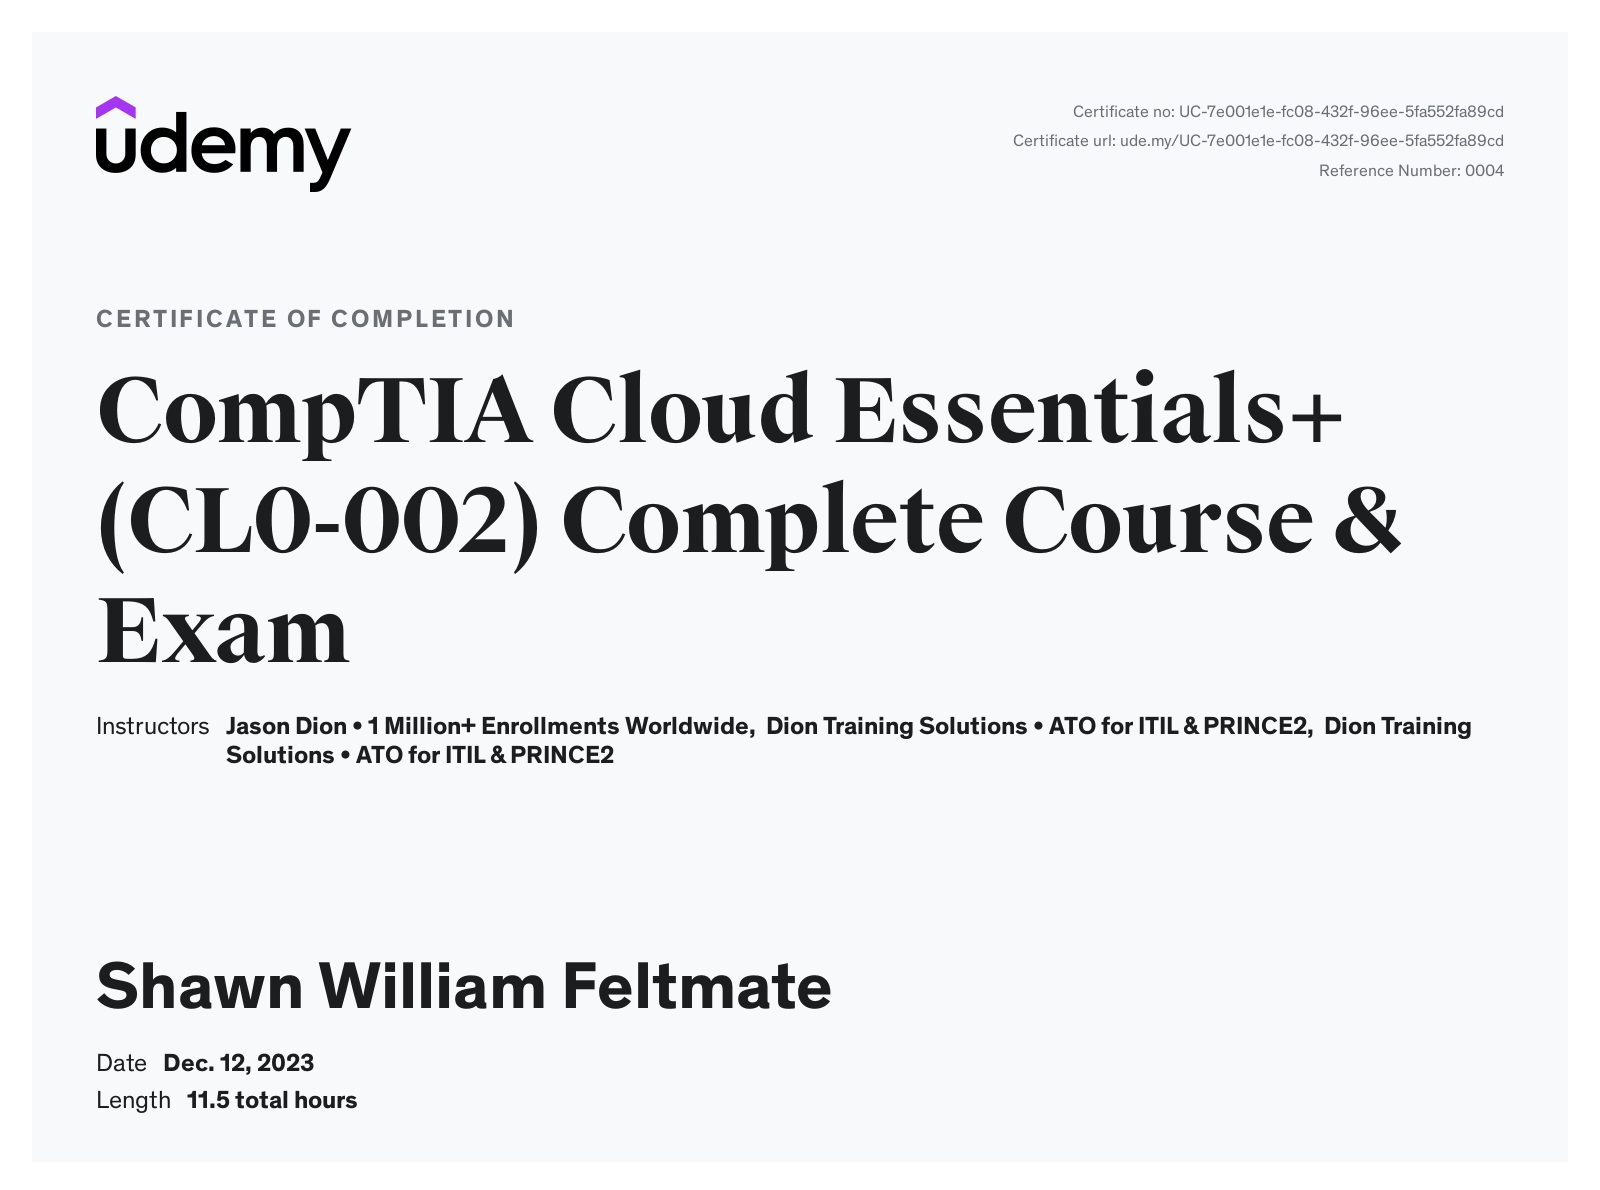 udemy
Certificate no: UC-7e001e1e-fc08-432f-96ee-5fa552fa89cd
Certificate url: ude.my/UC-7e001e1e-fc08-432f-96ee-5fa552fa89cd
Reference Number: 0004
CERTIFICATE OF COMPLETION
CompTIA Cloud Essentials+
(CL0-002) Complete Course &
Exam
Instructors Jason Dion • 1 Million+ Enrollments Worldwide, Dion Training Solutions • ATO for ITIL & PRINCE2, Dion Training
Solutions • ATO for ITIL & PRINCE2
Shawn William Feltmate
Date Dec. 12, 2023
Length 11.5 total hours